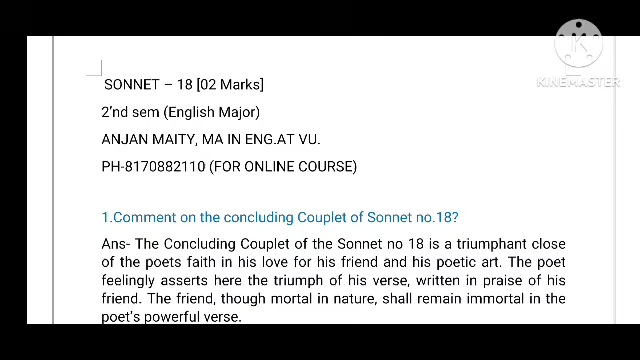 KINEMASTER
SONNET – 18 [02 Marks]
2'nd sem (English Major)
ANJAN MAITY, MA IN ENG.AT VU.
PH-8170882110 (FOR ONLINE COURSE)
1.Comment on the concluding Couplet of Sonnet no.18?
Ans- The Concluding Couplet of the Sonnet no 18 is a triumphant close
of the poets faith in his love for his friend and his poetic art. The poet
feelingly asserts here the triumph of his verse, written in praise of his
friend. The friend, though mortal in nature, shall remain immortal in the
poet's powerful verse.